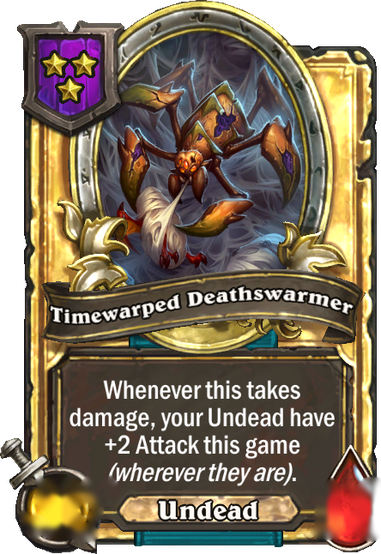 Timewarped Deathswarmer
Whenever this takes
damage, your Undead have
+2 Attack this game
(wherever they are).
Undead